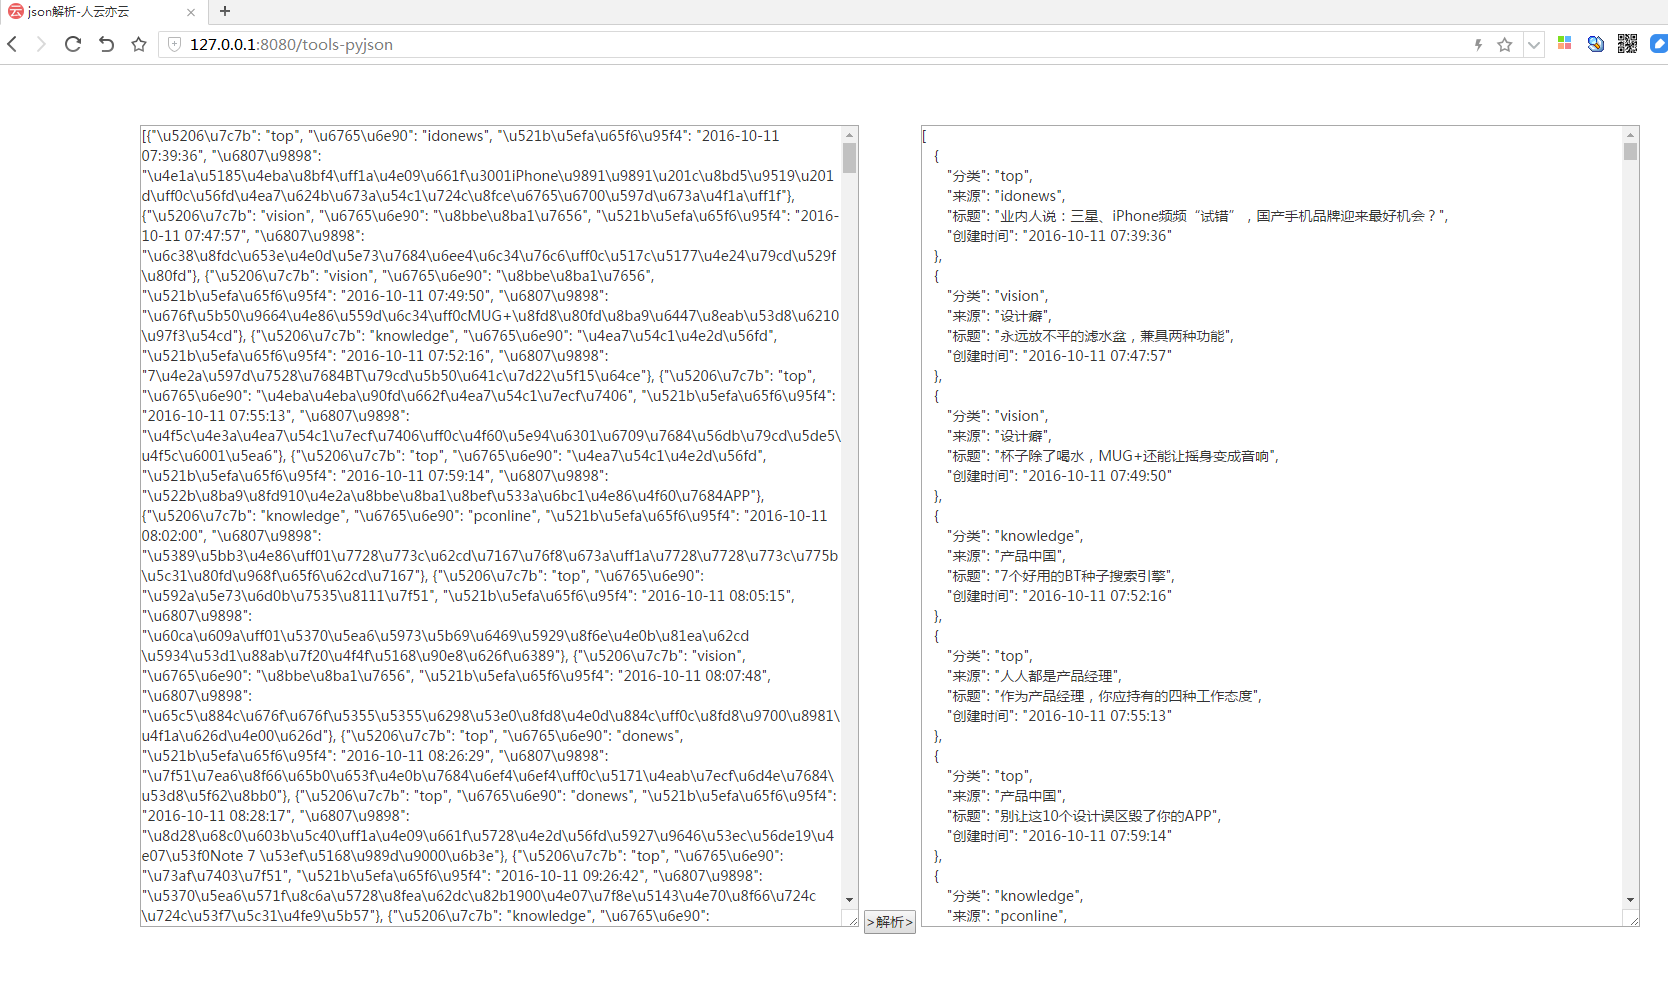 json解析-人云亦云
127.0.0.1:8080/tools-pyjson
[{"\u5206\u7c7b": "top", "\u6765\u6e90": "idonews", "\u521b\u5efa\u65f6\u95f4": "2016-10-11
07:39:36", "\u6807\u9898":
"\u4e1a\u5185\u4eba\u8bf4\uff1a\u4e09\u661f\u3001iPhone\u9891\u9891\u201c\u8bd5\u9519\u201
d\uff0c\u56fd\u4ea7\u624b\u673a\u54c1\u724c\u8fce\u6765\u6700\u597d\u673a\u4f1a\uff1f"},
{"\u5206\u7c7b": "vision", "\u6765\u6e90": "\u8bbe\u8ba1\u7656", "\u521b\u5efa\u65f6\u95f4": "2016-
10-11 07:47:57", "\u6807\u9898":
"\u6c38\u8fdc\u653e\u4e0d\u5e73\u7684\u6ee4\u6c34\u76c6\uff0c\u517c\u5177\u4e24\u79cd\u529f
\u80fd"}, {"\u5206\u7c7b": "vision", "\u6765\u6e90": "\u8bbe\u8ba1\u7656",
"\u521b\u5efa\u65f6\u95f4": "2016-10-11 07:49:50", "\u6807\u9898":
"\u676f\u5b50\u9664\u4e86\u559d\u6c34\uff0cMUG+\u8fd8\u80fd\u8ba9\u6447\u8eab\u53d8\u6210
\u97f3\u54cd"}, {"\u5206\u7c7b": "knowledge", "\u6765\u6e90": "\u4ea7\u54c1\u4e2d\u56fd",
"\u521b\u5efa\u65f6\u95f4": "2016-10-11 07:52:16", "\u6807\u9898":
"7\u4e2a\u597d\u7528\u7684BT\u79cd\u5b50\u641c\u7d22\u5f15\u64ce"}, {"\u5206\u7c7b": "top",
"\u6765\u6e90": "\u4eba\u4eba\u90fd\u662f\u4ea7\u54c1\u7ecf\u7406", "\u521b\u5efa\u65f6\u95f4":
"2016-10-11 07:55:13", "\u6807\u9898":
"\u4f5c\u4e3a\u4ea7\u54c1\u7ecf\u7406\uff0c\u4f60\u5e94\u6301\u6709\u7684\u56db\u79cd\u5de5\
u4f5c\u6001\u5ea6"}, {"\u5206\u7c7b": "top", "\u6765\u6e90": "\u4ea7\u54c1\u4e2d\u56fd",
"\u521b\u5efa\u65f6\u95f4": "2016-10-11 07:59:14", "\u6807\u9898":
"\u522b\u8ba9\u8fd910\u4e2a\u8bbe\u8ba1\u8bef\u533a\u6bc1\u4e86\u4f60\u7684APP"},
{"\u5206\u7c7b": "knowledge", "\u6765\u6e90": "pconline", "\u521b\u5efa\u65f6\u95f4": "2016-10-11
08:02:00", "\u6807\u9898":
"\u5389\u5bb3\u4e86\uff01\u7728\u773c\u62cd\u7167\u76f8\u673a\uff1a\u7728\u7728\u773c\u775b
\u5c31\u80fd\u968f\u65f6\u62cd\u7167"}, {"\u5206\u7c7b": "top", "\u6765\u6e90":
"\u592a\u5e73\u6d0b\u7535\u8111\u7f51", "\u521b\u5efa\u65f6\u95f4": "2016-10-11 08:05:15",
"\u6807\u9898":
"\u60ca\u609a\uff01\u5370\u5ea6\u5973\u5b69\u6469\u5929\u8f6e\u4e0b\u81ea\u62cd
\u5934\u53d1\u88ab\u7f20\u4f4f\u5168\u90e8\u626f\u6389"}, {"\u5206\u7c7b": "vision",
"\u6765\u6e90": "\u8bbe\u8ba1\u7656", "\u521b\u5efa\u65f6\u95f4": "2016-10-11 08:07:48",
"\u6807\u9898":
"\u65c5\u884c\u676f\u676f\u5355\u5355\u6298\u53e0\u8fd8\u4e0d\u884c\uff0c\u8fd8\u9700\u8981\
u4f1a\u626d\u4e00\u626d"}, {"\u5206\u7c7b": "top", "\u6765\u6e90": "donews",
"\u521b\u5efa\u65f6\u95f4": "2016-10-11 08:26:29", "\u6807\u9898":
"\u7f51\u7ea6\u8f66\u65b0\u653f\u4e0b\u7684\u6ef4\u6ef4\uff0c\u5171\u4eab\u7ecf\u6d4e\u7684\
u53d8\u5f62\u8bb0"}, {"\u5206\u7c7b": "top", "\u6765\u6e90": "donews", "\u521b\u5efa\u65f6\u95f4":
"2016-10-11 08:28:17", "\u6807\u9898":
"\u8d28\u68c0\u603b\u5c40\uff1a\u4e09\u661f\u5728\u4e2d\u56fd\u5927\u9646\u53ec\u56de19\u4
e07\u53f0Note 7 \u53ef\u5168\u989d\u9000\u6b3e"}, {"\u5206\u7c7b": "top", "\u6765\u6e90":
"\u73af\u7403\u7f51", "\u521b\u5efa\u65f6\u95f4": "2016-10-11 09:26:42", "\u6807\u9898":
"\u5370\u5ea6\u571f\u8c6a\u5728\u8fea\u62dc\u82b1900\u4e07\u7f8e\u5143\u4e70\u8f66\u724c
\u724c\u53f7\u5c31\u4fe9\u5b57"}, {"\u5206\u7c7b": "knowledge", "\u6765\u6e90":
>解析>
[
{
"分类": "top",
"来源": "idonews",
"标题": "业内人说：三星、iPhone频频“试错”，国产手机品牌迎来最好机会？",
"创建时间": "2016-10-11 07:39:36"
},
{
"分类": "vision",
"来源": "设计癖",
"标题": "永远放不平的滤水盆，兼具两种功能",
"创建时间": "2016-10-11 07:47:57"
},
{
"分类": "vision",
"来源": "设计癖",
"标题": "杯子除了喝水，MUG+还能让摇身变成音响",
"创建时间": "2016-10-11 07:49:50"
},
{
"分类": "knowledge",
"来源": "产品中国",
"标题": "7个好用的BT种子搜索引擎",
"创建时间": "2016-10-11 07:52:16"
},
{
"分类": "top",
"来源": "人人都是产品经理",
"标题": "作为产品经理，你应持有的四种工作态度",
"创建时间": "2016-10-11 07:55:13"
},
{
"分类": "top",
"来源": "产品中国",
"标题": "别让这10个设计误区毁了你的APP",
"创建时间": "2016-10-11 07:59:14"
},
{
"分类": "knowledge",
"来源": "pconline",